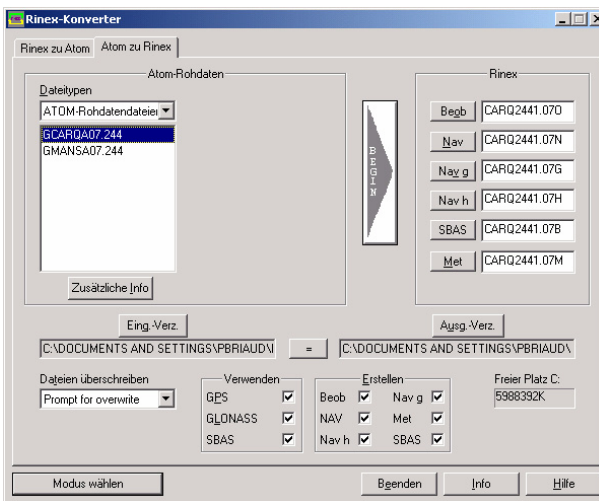 Rinex-Konverter
Rinex zu Atom Atom zu Rinex
Atom-Rohdaten
Dateitypen
ATOM-Rohdatendateier
GCARQA07.244
GMANSA07.244
Zusätzliche Info
BEGIN
Rinex
Beob CARQ2441.07O
Nav CARQ2441.07N
Nav g CARQ2441.07G
Nav h CARQ2441.07H
SBAS CARQ2441.07B
Met CARQ2441.07M
Eing.-Verz. Ausg.-Verz.
C:\DOCUMENTS AND SETTINGS\PBRIAUD\ = C:\DOCUMENTS AND SETTINGS\PBRIAUD\
Dateien überschreiben
Prompt for overwrite
Verwenden
GPS
GLONASS
SBAS
Erstellen
Beob Nav g
NAV Met
Nav h SBAS
Freier Platz C:
5988392K
Modus wählen Beenden Info Hilfe